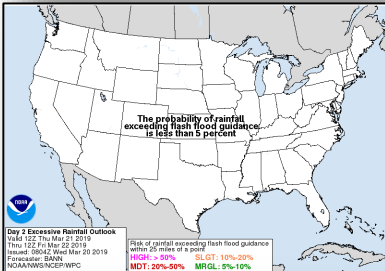 The probability of rainfall
exceeding flash flood guidance
is less than 5 percent
NOAA
Day 2 Excessive Rainfall Outlook
Valid 12Z Thu Mar 21 2019
Thru 12Z Fri Mar 22 2019
Issued: 0804Z Wed Mar 20 2019
Forecaster: BANN
NOAA/NWS/NCEP/WPC
Risk of rainfall exceeding flash flood guidance
within 25 miles of a point
HIGH: > 50% SLGT: 10%-20%
MDT: 20%-50% MRGL: 5%-10%